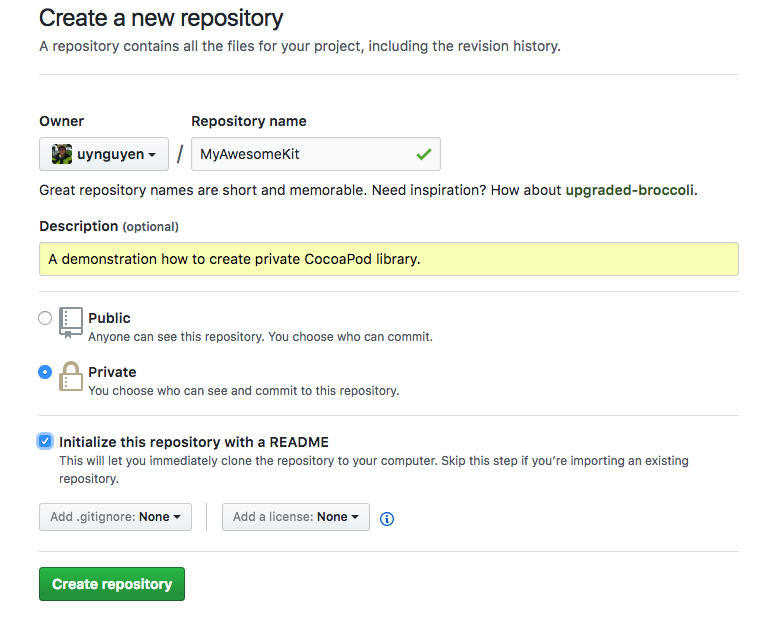 Create a new repository
A repository contains all the files for your project, including the revision history.
Owner
Repository name
uynguyen / MyAwesomeKit
Great repository names are short and memorable. Need inspiration? How about upgraded-broccoli.
Description (optional)
A demonstration how to create private CocoaPod library.
Public
Anyone can see this repository. You choose who can commit.
Private
You choose who can see and commit to this repository.
Initialize this repository with a README
This will let you immediately clone the repository to your computer. Skip this step if you’re importing an existing
repository.
Add .gitignore: None
Add a license: None
Create repository